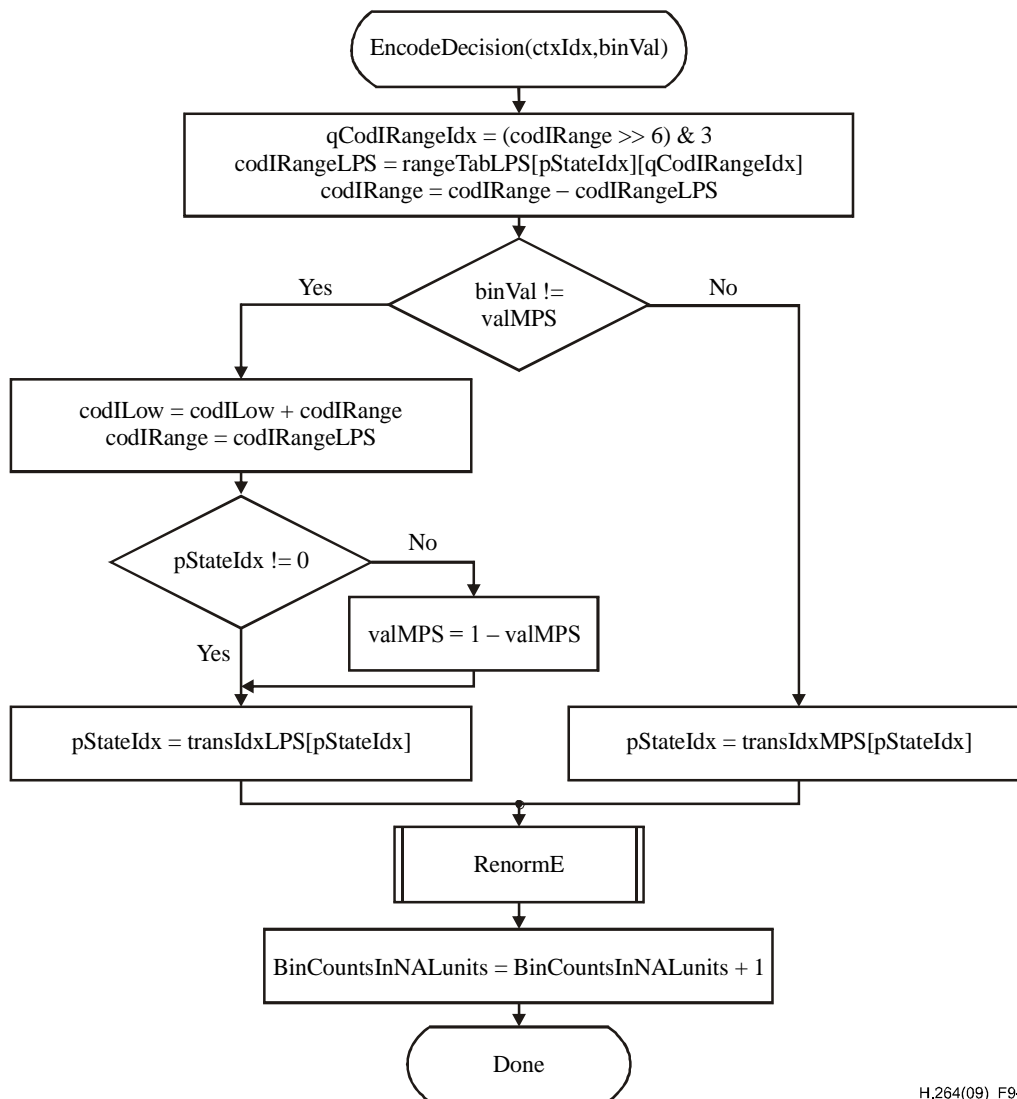 EncodeDecision(ctxIdx,binVal)
qCodIRangeIdx = (codIRange >> 6) & 3
codIRangeLPS = rangeTabLPS[pStateIdx][qCodIRangeIdx]
codIRange = codIRange – codIRangeLPS
Yes
binVal !=
valMPS
No
codILow = codILow + codIRange
codIRange = codIRangeLPS
pStateIdx != 0
No
valMPS = 1 – valMPS
Yes
pStateIdx = transIdxLPS[pStateIdx]
pStateIdx = transIdxMPS[pStateIdx]
RenormE
BinCountsInNALunits = BinCountsInNALunits + 1
Done
H.264(09)